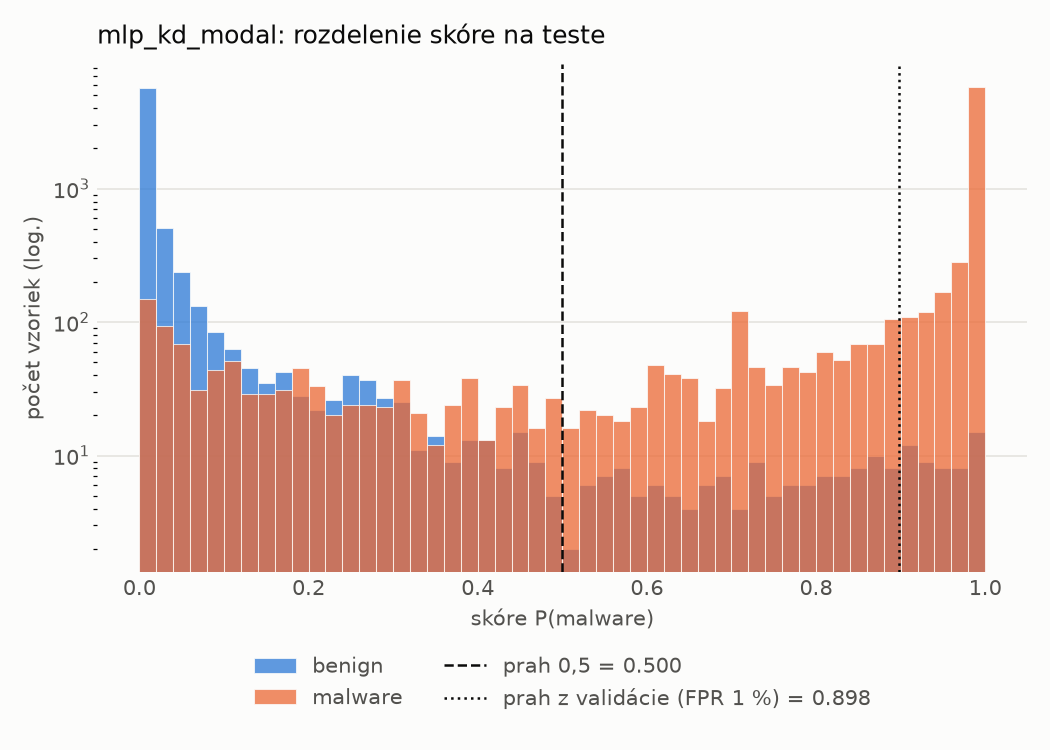 mlp_kd_modal: rozdelenie skóre na teste
počet vzoriek (log.)
10³
10²
10¹
0.0 0.2 0.4 0.6 0.8 1.0
skóre P(malware)
benign
malware
prah 0,5 = 0.500
prah z validácie (FPR 1 %) = 0.898